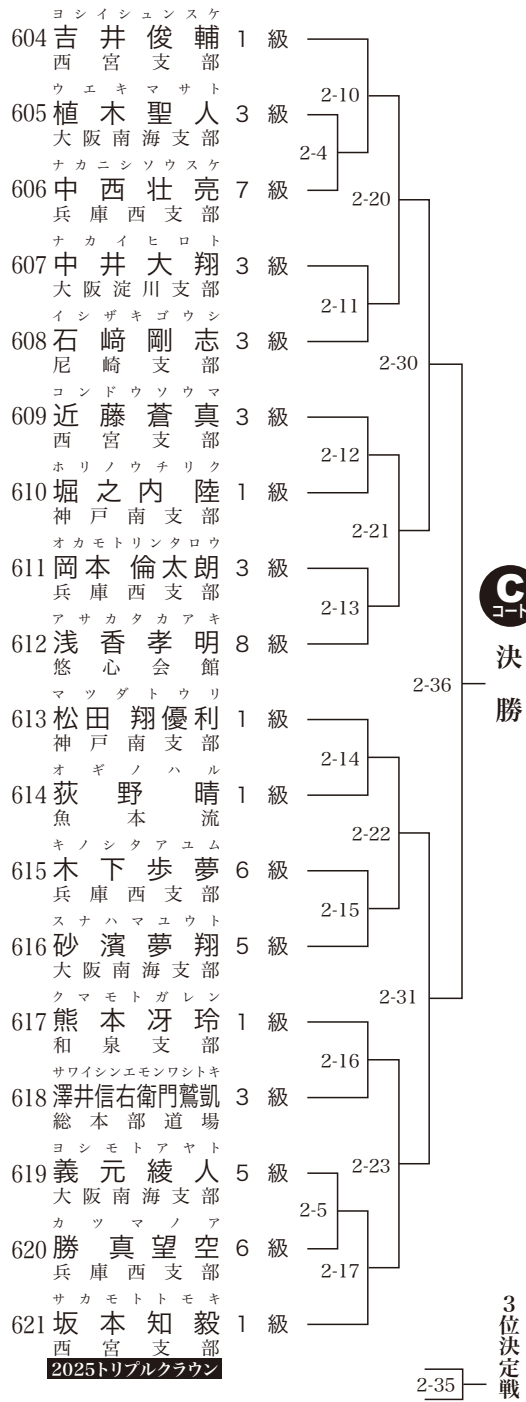 ヨシイシュンスケ
604 吉井俊輔 1級
西宮支部
ウエキマサト
605 植木聖人 3級
大阪南海支部
ナカニシソウスケ
606 中西壮亮 7級
兵庫西支部
ナカイヒロト
607 中井大翔 3級
大阪淀川支部
イシザキゴウシ
608 石﨑剛志 3級
尼崎支部
コンドウソウマ
609 近藤蒼真 3級
西宮支部
ホリノウチリク
610 堀之内陸 1級
神戸南支部
オカモトリンタロウ
611 岡本倫太朗 3級
兵庫西支部
アサカタカアキ
612 浅香孝明 8級
悠心会館
マツダトウリ
613 松田翔優利 1級
神戸南支部
オギノハル
614 荻野晴 1級
魚本流
キノシタアユム
615 木下歩夢 6級
兵庫西支部
スナハマユウト
616 砂濱夢翔 5級
大阪南海支部
クマモトガレン
617 熊本冴玲 1級
和泉支部
サワイシンエモンワシトキ
618 澤井信右衛門鷲凱 3級
総本部道場
ヨシモトアヤト
619 義元綾人 5級
大阪南海支部
カツマノア
620 勝真望空 6級
兵庫西支部
サカモトトモキ
621 坂本知毅 1級
西宮支部
2025トリプルクラウン
2-4
2-5
2-10
2-11
2-12
2-13
2-14
2-15
2-16
2-17
2-20
2-21
2-22
2-23
2-30
2-31
2-36
C
コート
決勝
3位決定戦
2-35